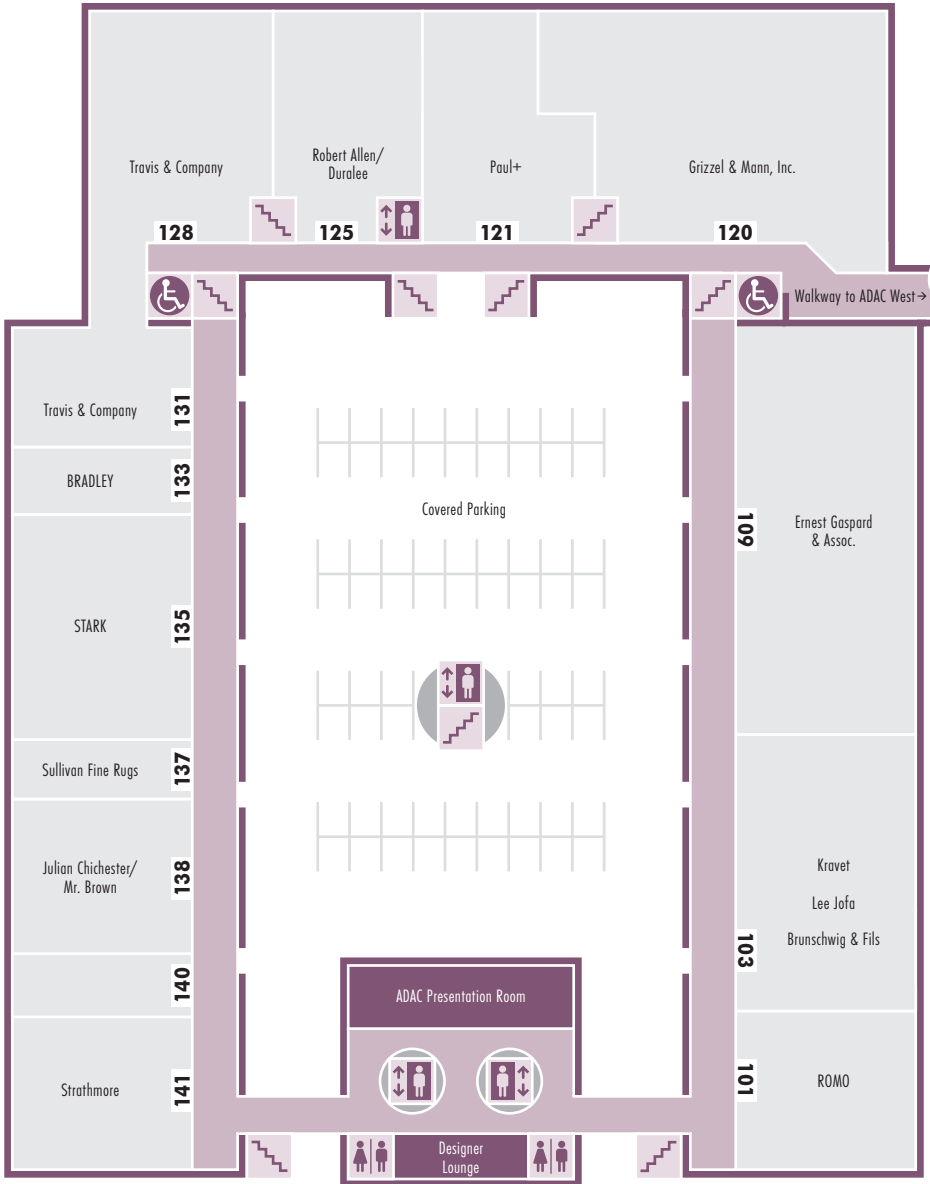 Travis & Company
Robert Allen/
Duralee
Paul+
Grizzel & Mann, Inc.
128
125
121
120
Walkway to ADAC West→
Travis & Company
131
BRADLEY
133
STARK
135
Sullivan Fine Rugs
137
Julian Chichester/
Mr. Brown
138
140
Strathmore
141
Covered Parking
109
Ernest Gaspard
& Assoc.
Kravet
Lee Jofa
Brunschwig & Fils
103
101
ROMO
ADAC Presentation Room
Designer
Lounge